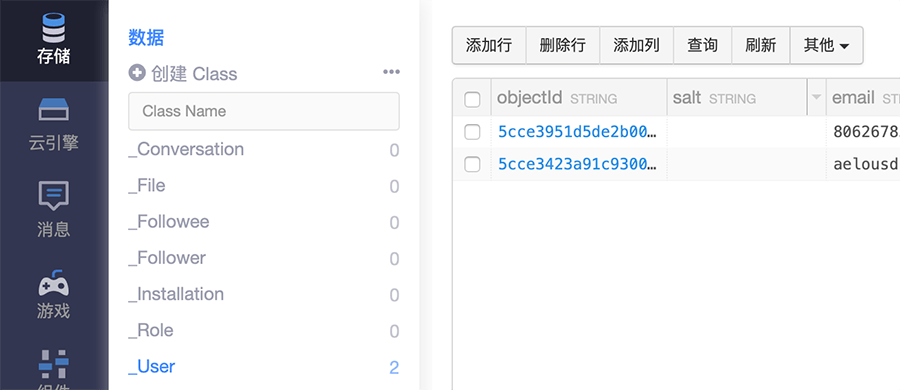 存储
云引擎
消息
游戏
组件
数据
创建 Class
Class Name
_Conversation 0
_File 0
_Followee 0
_Follower 0
_Installation 0
_Role 0
_User 2
添加行 删除行 添加列 查询 刷新 其他
objectId STRING salt STRING email ST
5cce3951d5de2b00… 8062678
5cce3423a91c9300… aelousd